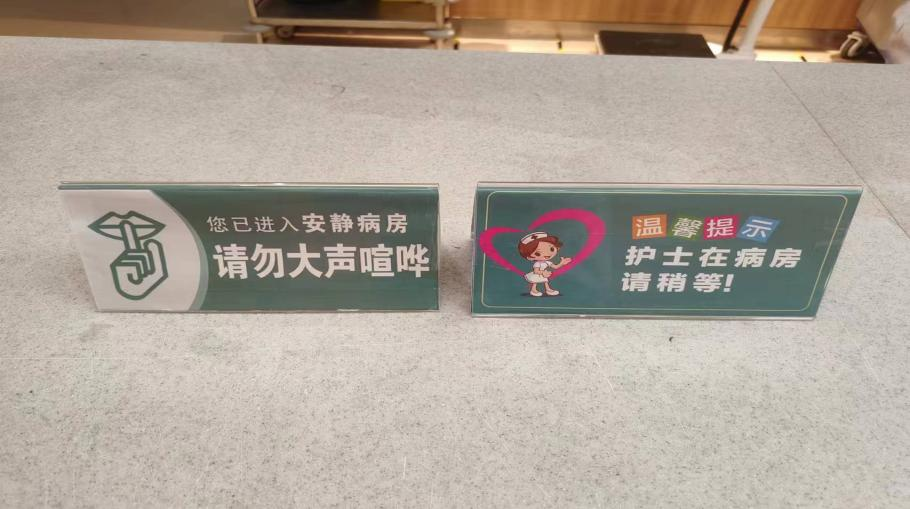 您已进入安静病房
请勿大声喧哗
温馨提示
护士在病房
请稍等!